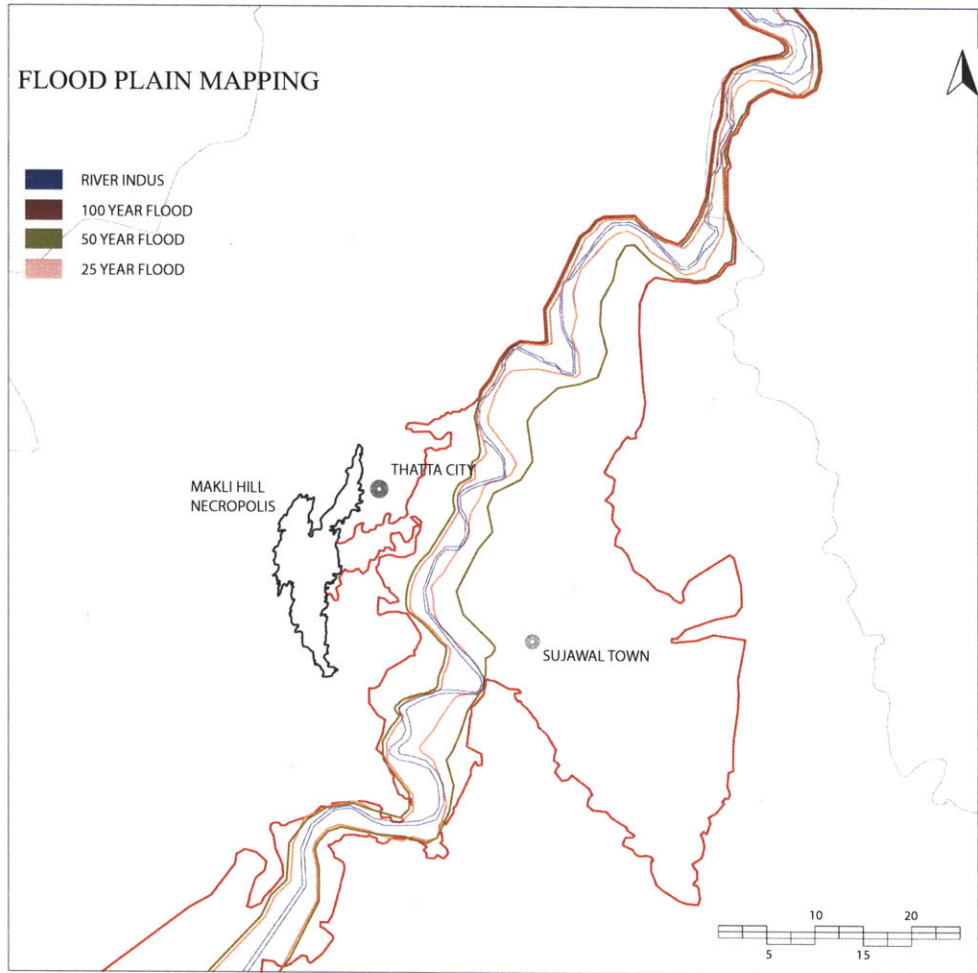 FLOOD PLAIN MAPPING
RIVER INDUS
100 YEAR FLOOD
50 YEAR FLOOD
25 YEAR FLOOD
THATTA CITY
MAKLI HILL
NECROPOLIS
SUJAWAL TOWN
10 20
5 15